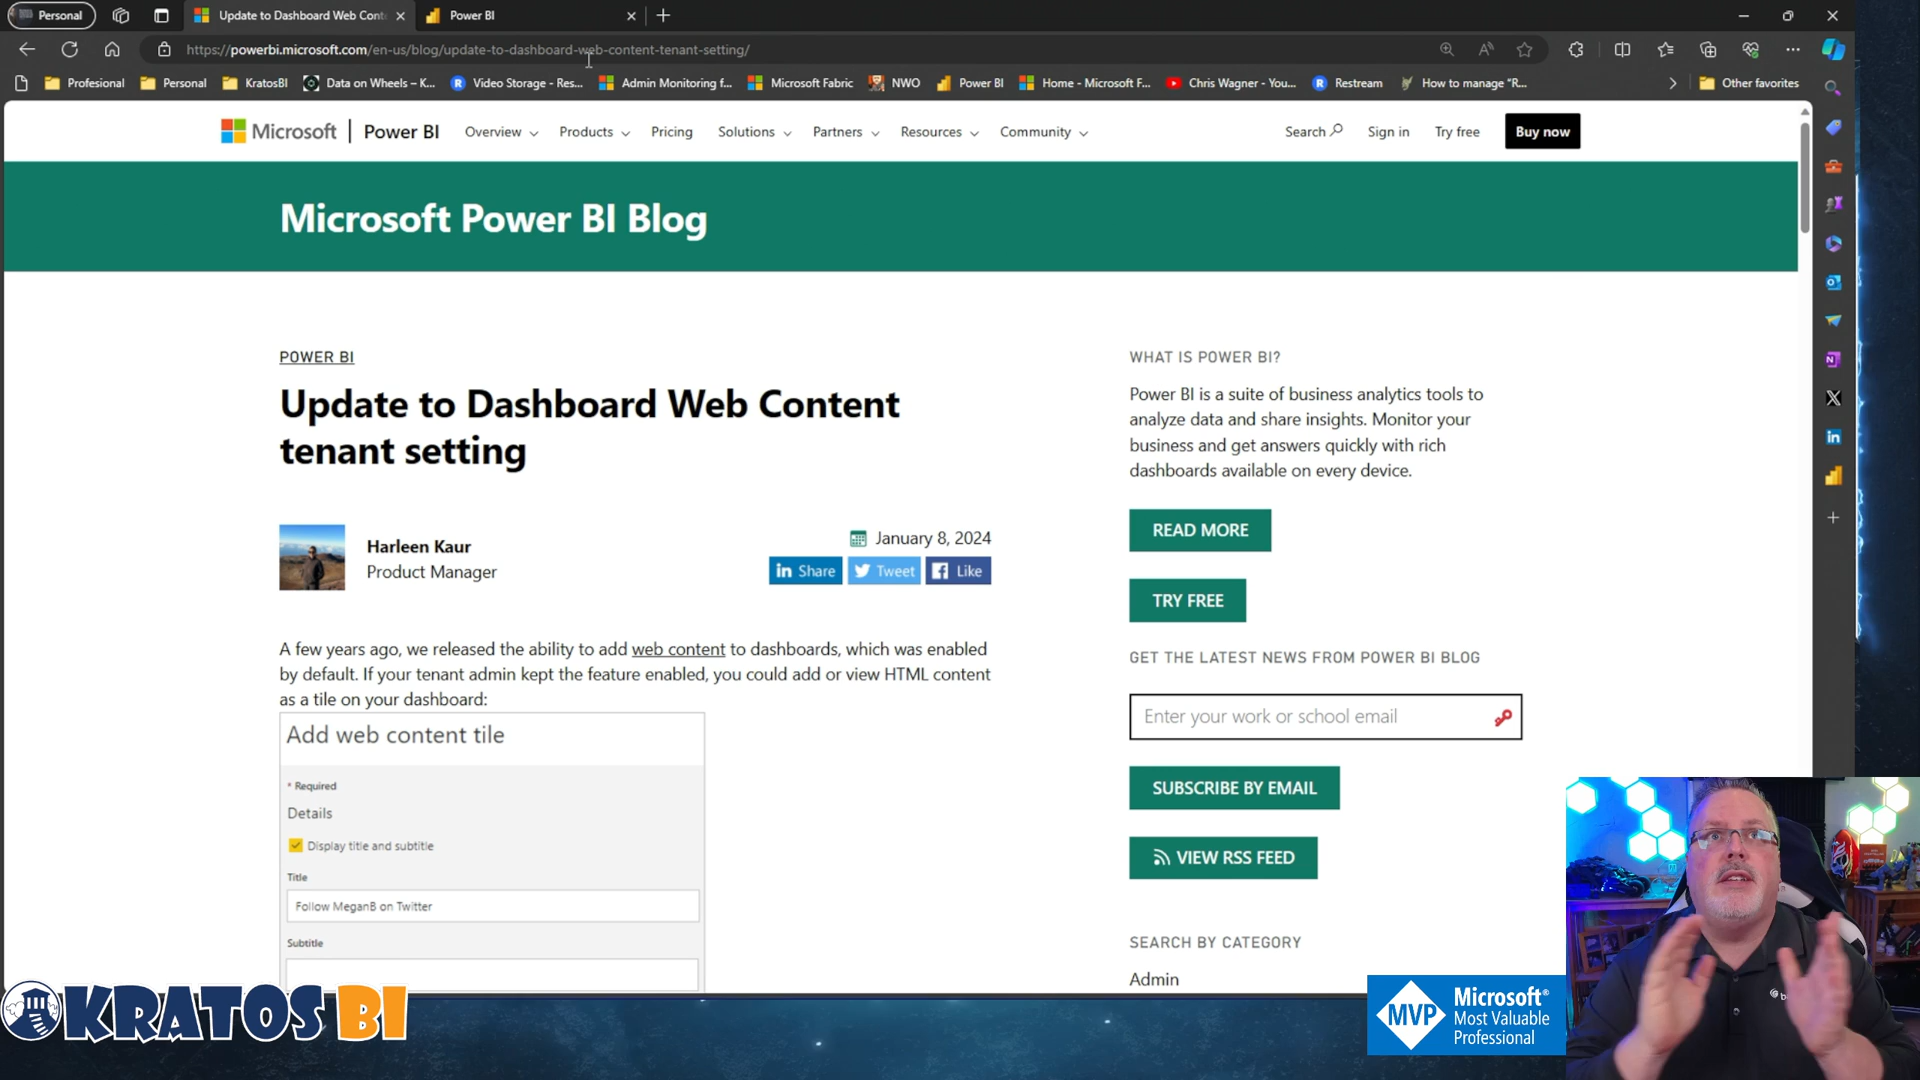 Personal
Update to Dashboard Web Cont
Power BI
https://powerbi.microsoft.com/en-us/blog/update-to-dashboard-web-content-tenant-setting/
Profesional
Personal
KratosBI
Data on Wheels – K...
Video Storage - Res...
Admin Monitoring f...
Microsoft Fabric
NWO
Power BI
Home - Microsoft F...
Chris Wagner - You...
Restream
How to manage "R...
Other favorites
Microsoft
Power BI
Overview
Products
Pricing
Solutions
Partners
Resources
Community
Search
Sign in
Try free
Buy now
Microsoft Power BI Blog
POWER BI
Update to Dashboard Web Content
tenant setting
Harleen Kaur
Product Manager
January 8, 2024
in Share
Tweet
Like
A few years ago, we released the ability to add web content to dashboards, which was enabled
by default. If your tenant admin kept the feature enabled, you could add or view HTML content
as a tile on your dashboard:
Add web content tile
* Required
Details
Display title and subtitle
Title
Follow MeganB on Twitter
Subtitle
WHAT IS POWER BI?
Power BI is a suite of business analytics tools to
analyze data and share insights. Monitor your
business and get answers quickly with rich
dashboards available on every device.
READ MORE
TRY FREE
GET THE LATEST NEWS FROM POWER BI BLOG
Enter your work or school email
SUBSCRIBE BY EMAIL
VIEW RSS FEED
SEARCH BY CATEGORY
Admin
KRATOS BI
MVP
Microsoft®
Most Valuable
Professional